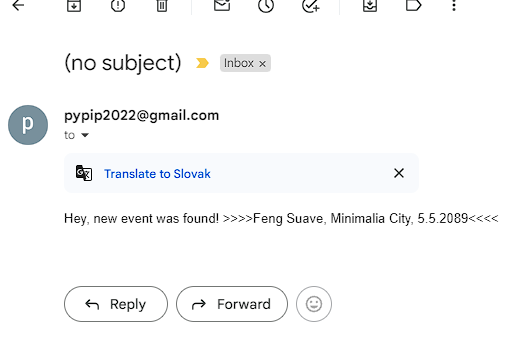 (no subject)
Inbox ×
p
pypip2022@gmail.com
to
Translate to Slovak
Hey, new event was found! >>>>Feng Suave, Minimalia City, 5.5.2089<<<<
Reply
Forward